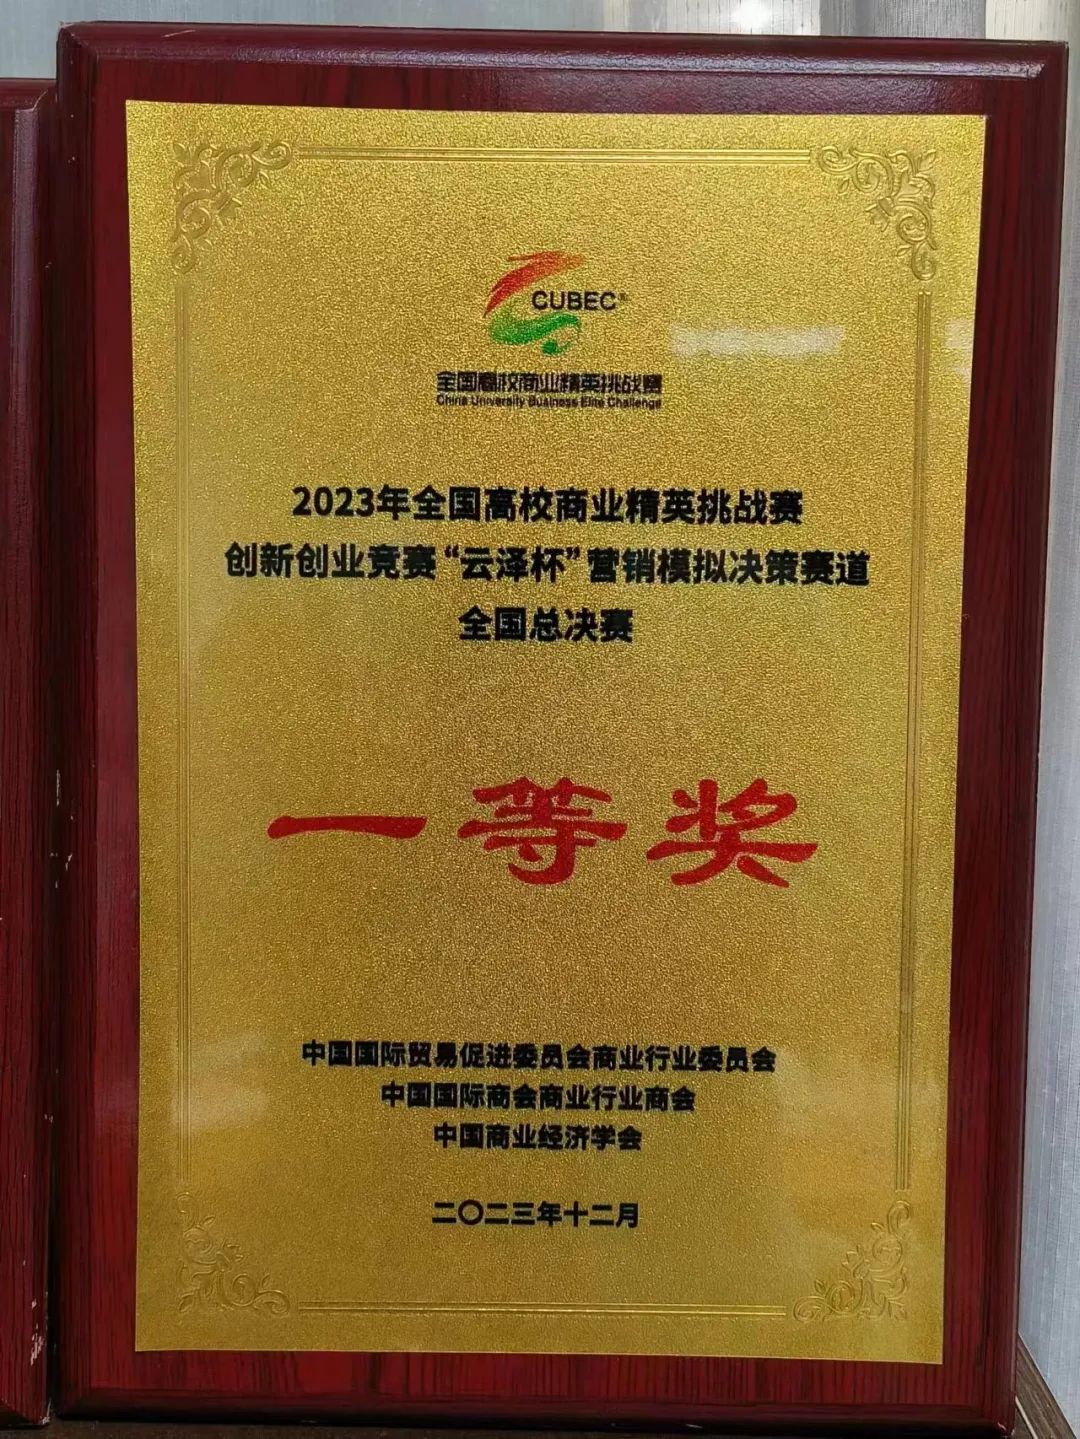 CUBEC®
全国高校商业精英挑战赛
China University Business Elite Challenge
2023年全国高校商业精英挑战赛
创新创业竞赛“云泽杯”营销模拟决策赛道
全国总决赛
一等奖
中国国际贸易促进委员会商业行业委员会
中国国际商会商业行业商会
中国商业经济学会
二〇二三年十二月